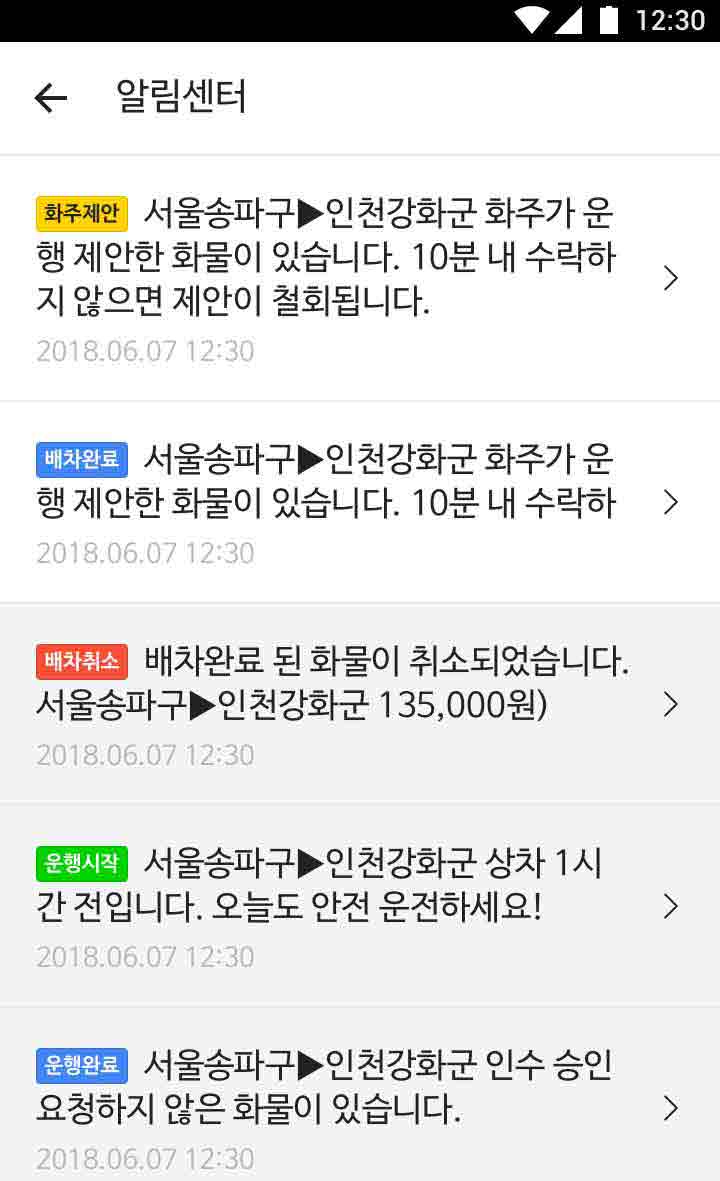 12:30
알림센터
화주제안 서울송파구▶인천강화군 화주가 운
행 제안한 화물이 있습니다. 10분 내 수락하
지 않으면 제안이 철회됩니다.
2018.06.07 12:30
배차완료 서울송파구▶인천강화군 화주가 운
행 제안한 화물이 있습니다. 10분 내 수락하
2018.06.07 12:30
배차취소 배차완료 된 화물이 취소되었습니다.
서울송파구▶인천강화군 135,000원)
2018.06.07 12:30
운행시작 서울송파구▶인천강화군 상차 1시
간 전입니다. 오늘도 안전 운전하세요!
2018.06.07 12:30
운행완료 서울송파구▶인천강화군 인수 승인
요청하지 않은 화물이 있습니다.
2018.06.07 12:30